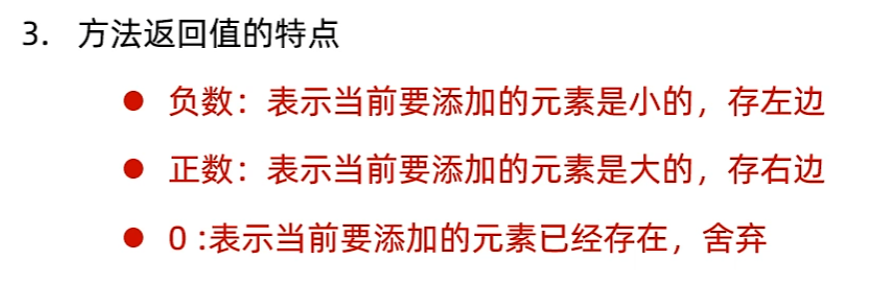 3. 方法返回值的特点
● 负数：表示当前要添加的元素是小的，存左边
● 正数：表示当前要添加的元素是大的，存右边
● 0 :表示当前要添加的元素已经存在，舍弃